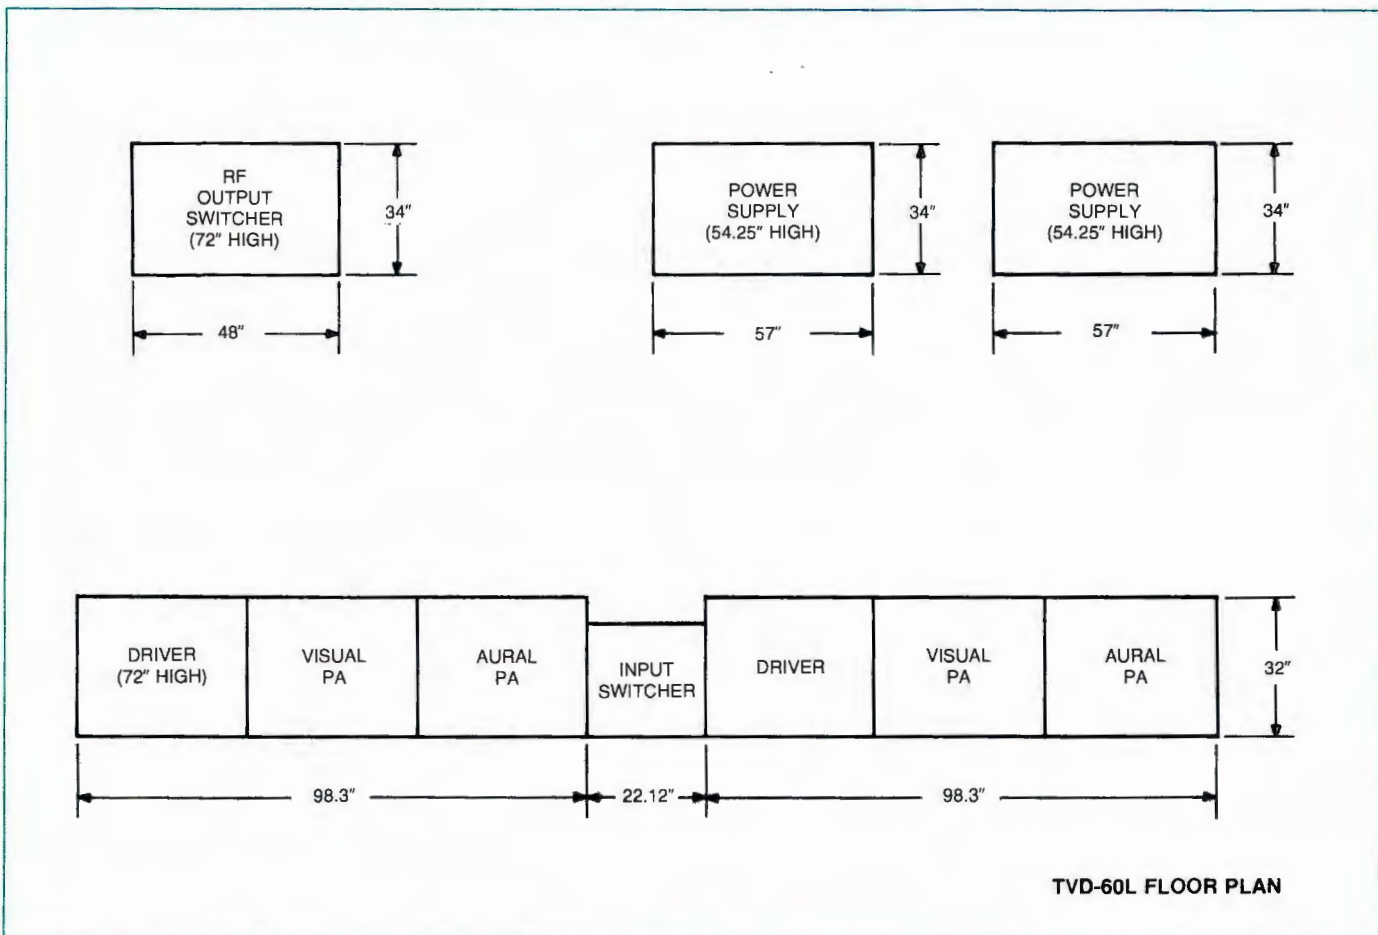 RF
OUTPUT
SWITCHER
(72" HIGH)
34"
48"
POWER
SUPPLY
(54.25" HIGH)
34"
57"
POWER
SUPPLY
(54.25" HIGH)
34"
57"
DRIVER
(72" HIGH)
VISUAL
PA
AURAL
PA
INPUT
SWITCHER
DRIVER
VISUAL
PA
AURAL
PA
32"
98.3"
22.12"
98.3"
TVD-60L FLOOR PLAN